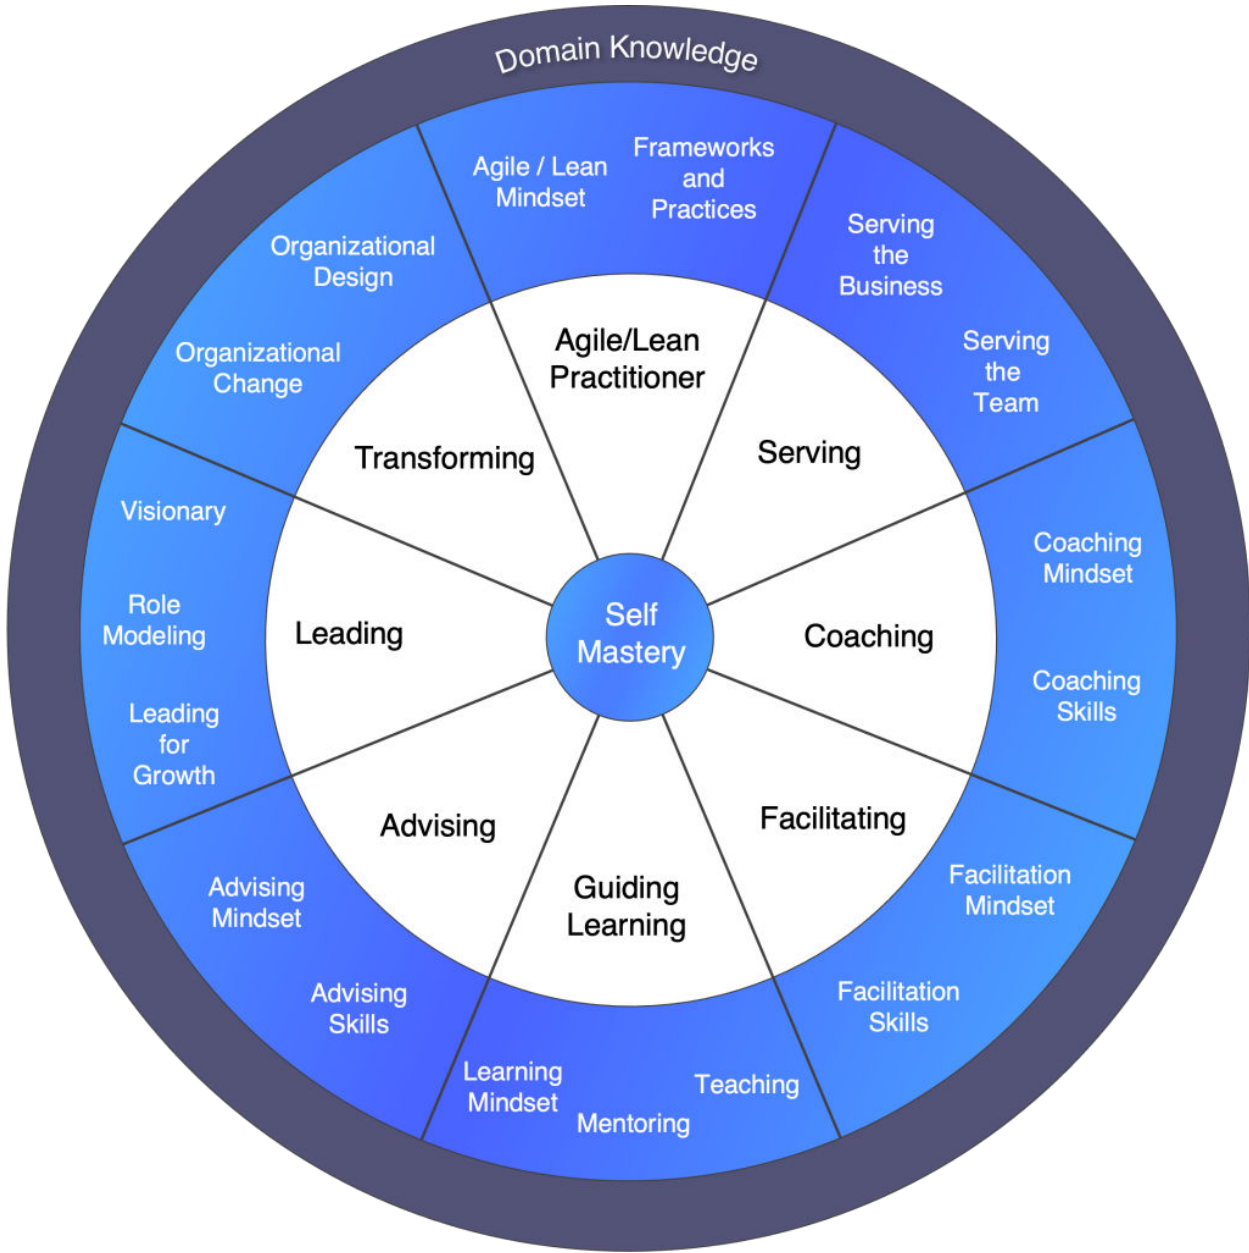 Domain Knowledge
Agile / Lean
Mindset
Frameworks
and
Practices
Serving
the
Business
Serving
the
Team
Coaching
Mindset
Coaching
Skills
Facilitation
Mindset
Facilitation
Skills
Teaching
Mentoring
Learning
Mindset
Advising
Skills
Advising
Mindset
Leading
for
Growth
Role
Modeling
Visionary
Organizational
Change
Organizational
Design
Agile/Lean
Practitioner
Serving
Coaching
Facilitating
Guiding
Learning
Advising
Leading
Transforming
Self
Mastery